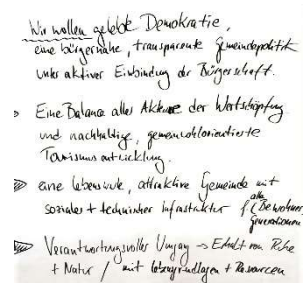 Wir wollen gelebte Demokratie,
eine bürgernahe, transparente Gemeindepolitik
unter aktiver Einbindung der Bürgerschaft.
Eine Balance aller Akteure der Wertschöpfung
und nachhaltige, gemeinwohlorientierte
Tourismusentwicklung.
eine lebenswerte, attraktive Gemeinde mit
sozialer + technischer Infrastruktur f. alle (Bewohner
Generationen
Verantwortungsvoller Umgang → Erhalt von Ruhe
+ Natur / mit Lebensgrundlagen + Ressourcen